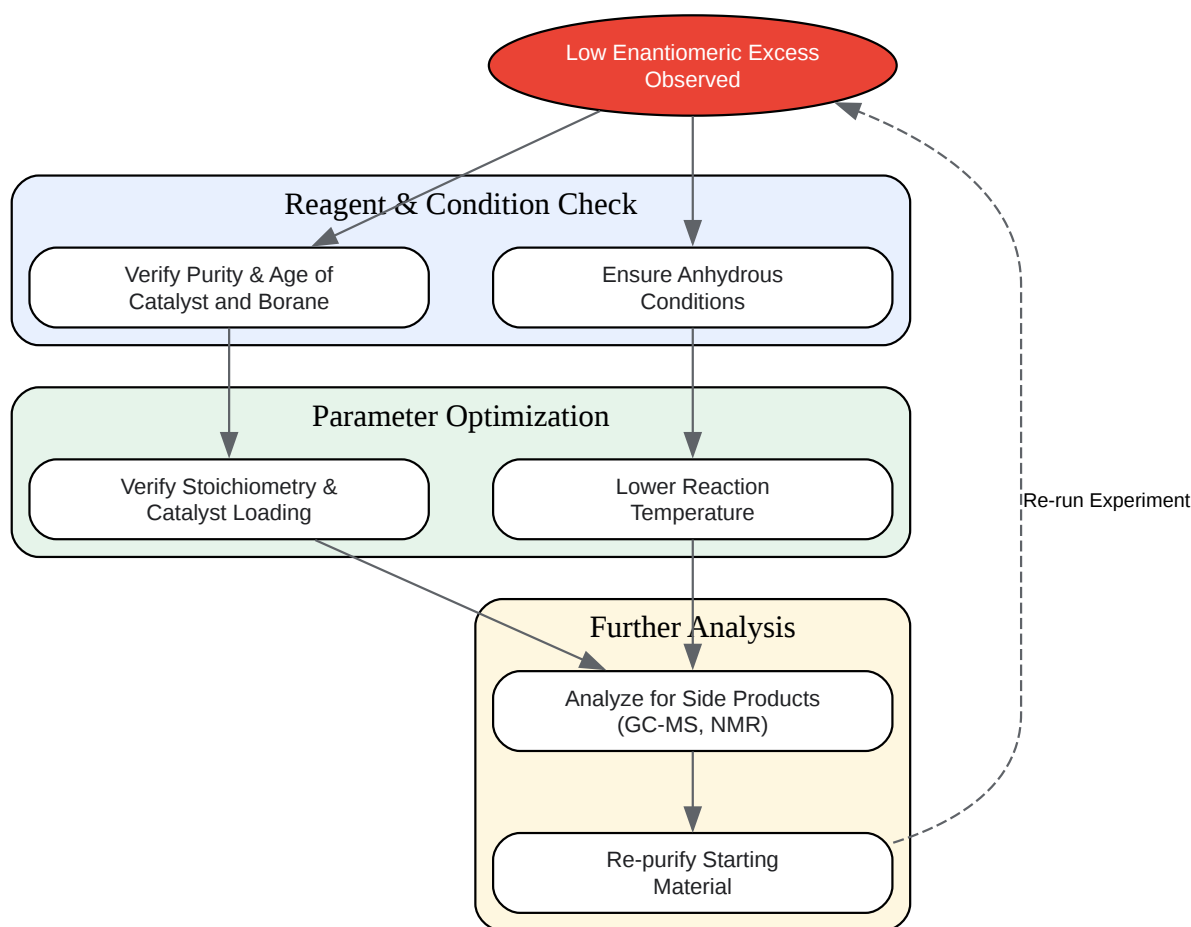 Low Enantiomeric Excess
Observed
Reagent & Condition Check
Verify Purity & Age of
Catalyst and Borane
Ensure Anhydrous
Conditions
Parameter Optimization
Verify Stoichiometry &
Catalyst Loading
Lower Reaction
Temperature
Re-run Experiment
Further Analysis
Analyze for Side Products
(GC-MS, NMR)
Re-purify Starting
Material